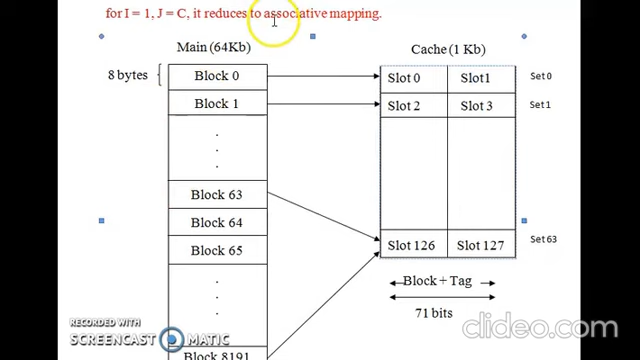 for I = 1, J = C, it reduces to associative mapping.
Main (64Kb)
Cache (1 Kb)
8 bytes
Block 0
Slot 0
Slot1
Set0
Block 1
Slot 2
Slot 3
Set1
Block 63
Block 64
Block 65
Slot 126
Slot 127
Set63
Block + Tag
71 bits
Block 8191
RECORDED WITH
SCREENCAST MATIC
clideo.com